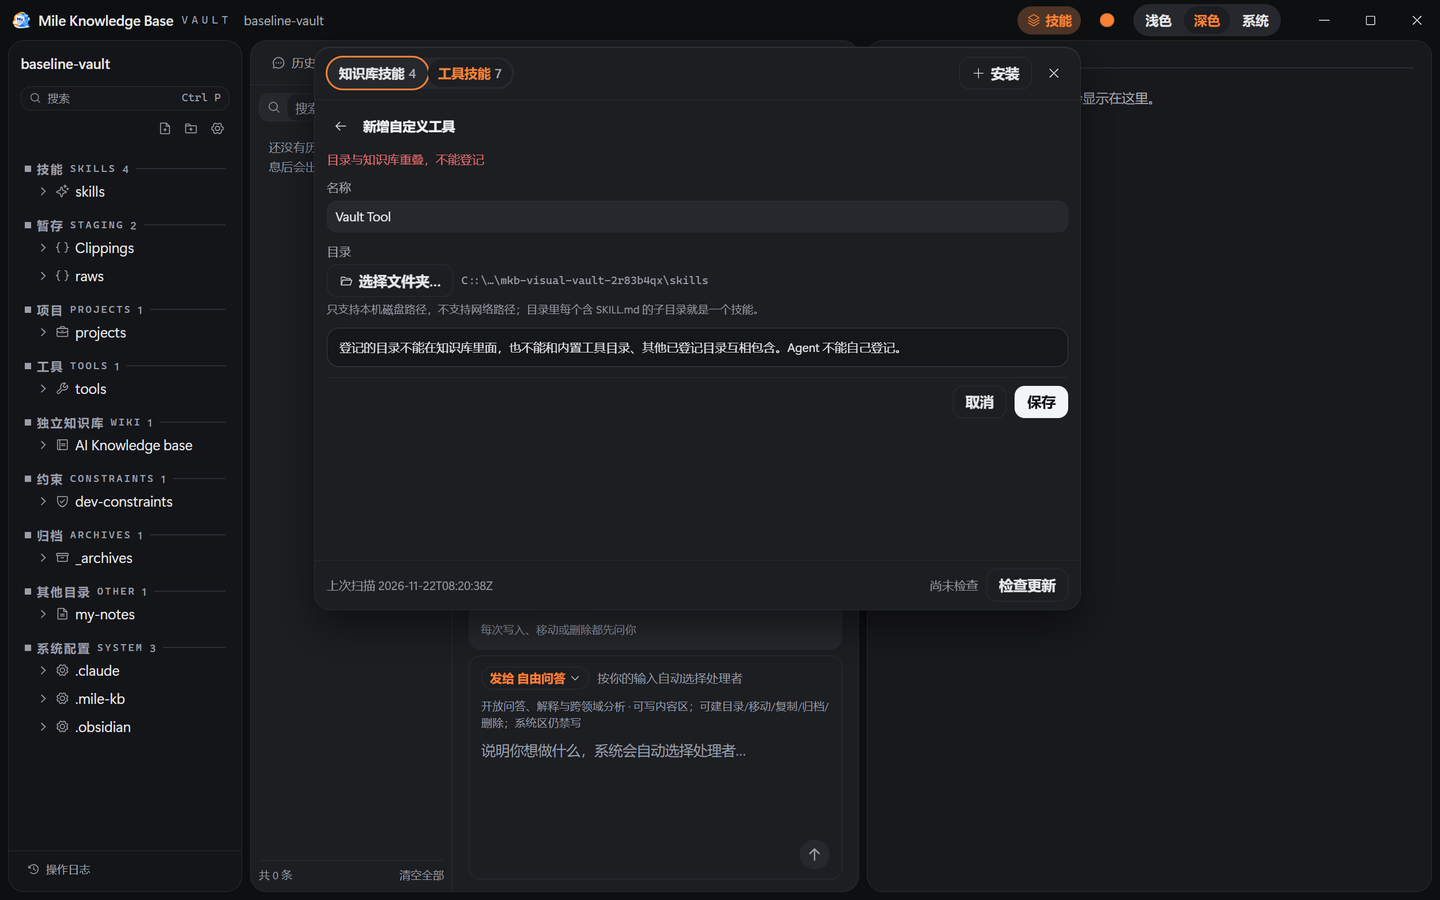 Mile Knowledge Base VAULT baseline-vault
技能
浅色 深色 系统
baseline-vault
搜索 Ctrl P
技能 SKILLS 4
skills
暂存 STAGING 2
Clippings
raws
项目 PROJECTS 1
projects
工具 TOOLS 1
tools
独立知识库 WIKI 1
AI Knowledge base
约束 CONSTRAINTS 1
dev-constraints
归档 ARCHIVES 1
_archives
其他目录 OTHER 1
my-notes
系统配置 SYSTEM 3
.claude
.mile-kb
.obsidian
操作日志
历史
搜索
还没有历
息后会出
共 0 条 清空全部
知识库技能 4 工具技能 7
安装
新增自定义工具
目录与知识库重叠，不能登记
名称
Vault Tool
目录
选择文件夹... C::\…\mkb-visual-vault-2r83b4qx\skills
只支持本机磁盘路径，不支持网络路径；目录里每个含 SKILL.md 的子目录就是一个技能。
登记的目录不能在知识库里面，也不能和内置工具目录、其他已登记目录互相包含。Agent 不能自己登记。
取消 保存
上次扫描 2026-11-22T08:20:38Z
尚未检查 检查更新
每次写入、移动或删除都先问你
发给 自由问答 按你的输入自动选择处理者
开放问答、解释与跨领域分析 · 可写内容区；可建目录/移动/复制/归档/
删除；系统区仍禁写
说明你想做什么，系统会自动选择处理者...
显示在这里。